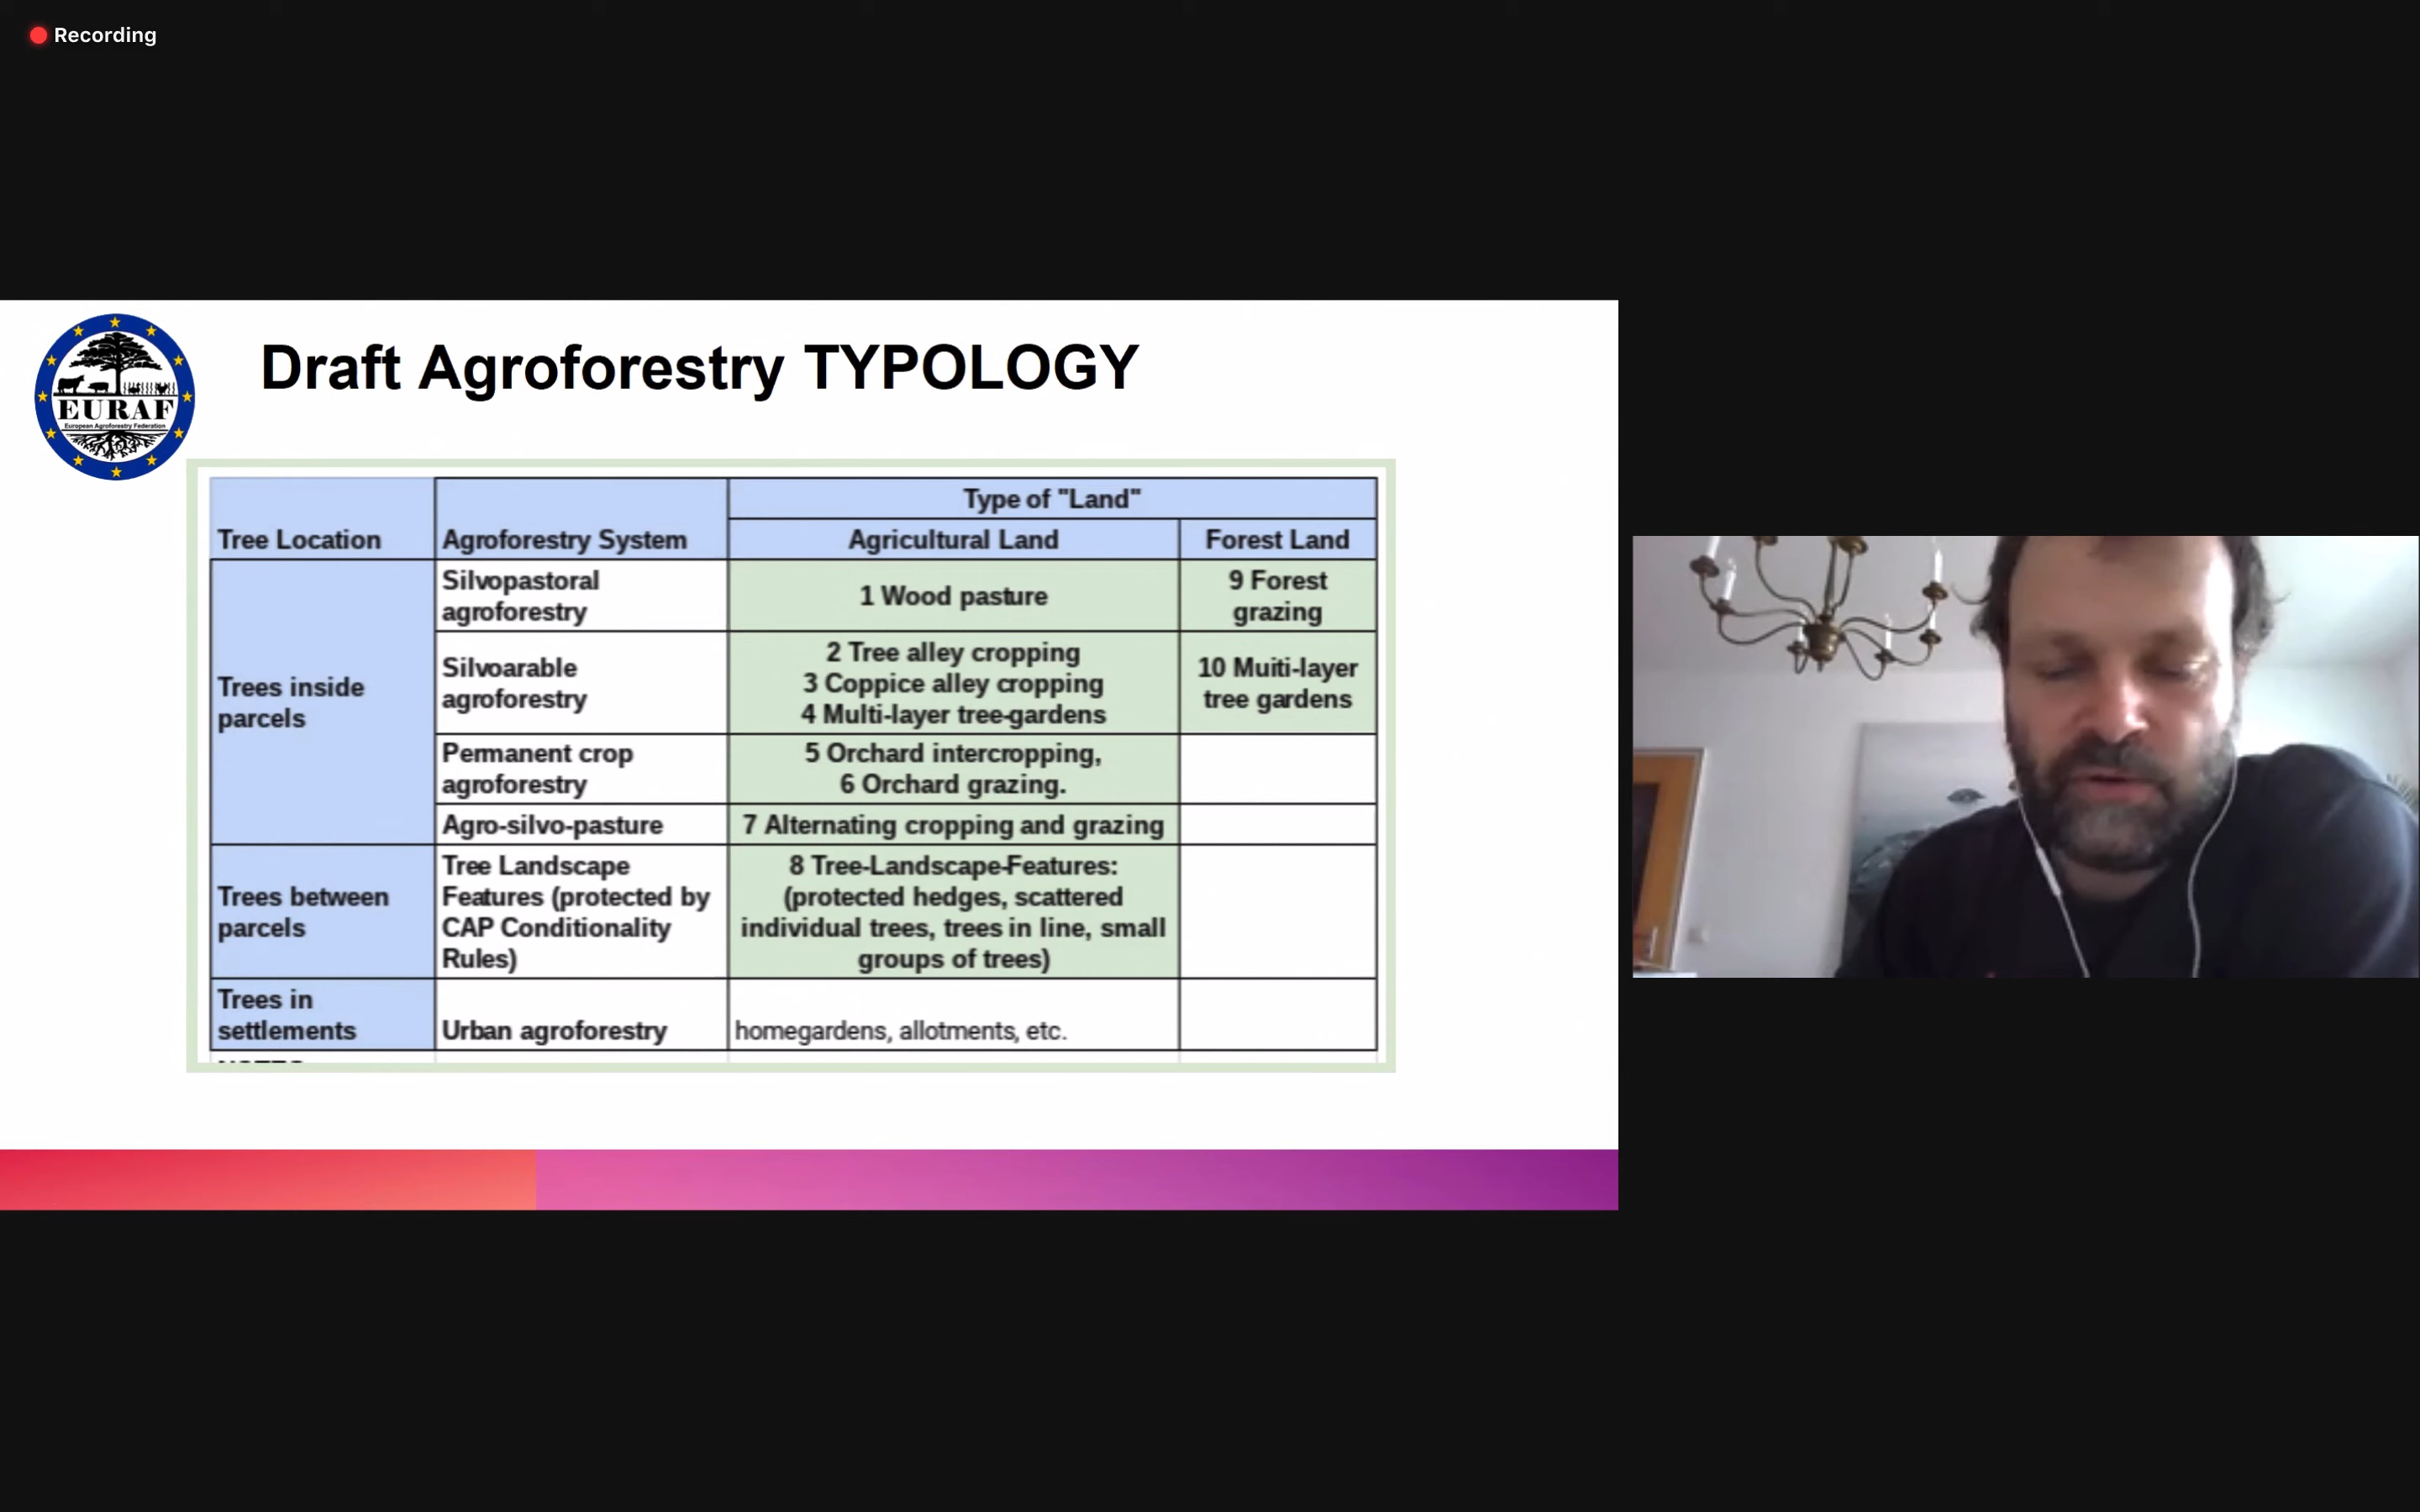 Recording
EURAF
European Agroforestry Federation
Draft Agroforestry TYPOLOGY
Type of "Land"
Tree Location
Agroforestry System
Agricultural Land
Forest Land
Trees inside
parcels
Silvopastoral
agroforestry
1 Wood pasture
9 Forest
grazing
Silvoarable
agroforestry
2 Tree alley cropping
3 Coppice alley cropping
4 Multi-layer tree-gardens
10 Muiti-layer
tree gardens
Permanent crop
agroforestry
5 Orchard intercropping,
6 Orchard grazing.
Agro-silvo-pasture
7 Alternating cropping and grazing
Trees between
parcels
Tree Landscape
Features (protected by
CAP Conditionality
Rules)
8 Tree-Landscape-Features:
(protected hedges, scattered
individual trees, trees in line, small
groups of trees)
Trees in
settlements
Urban agroforestry
homegardens, allotments, etc.